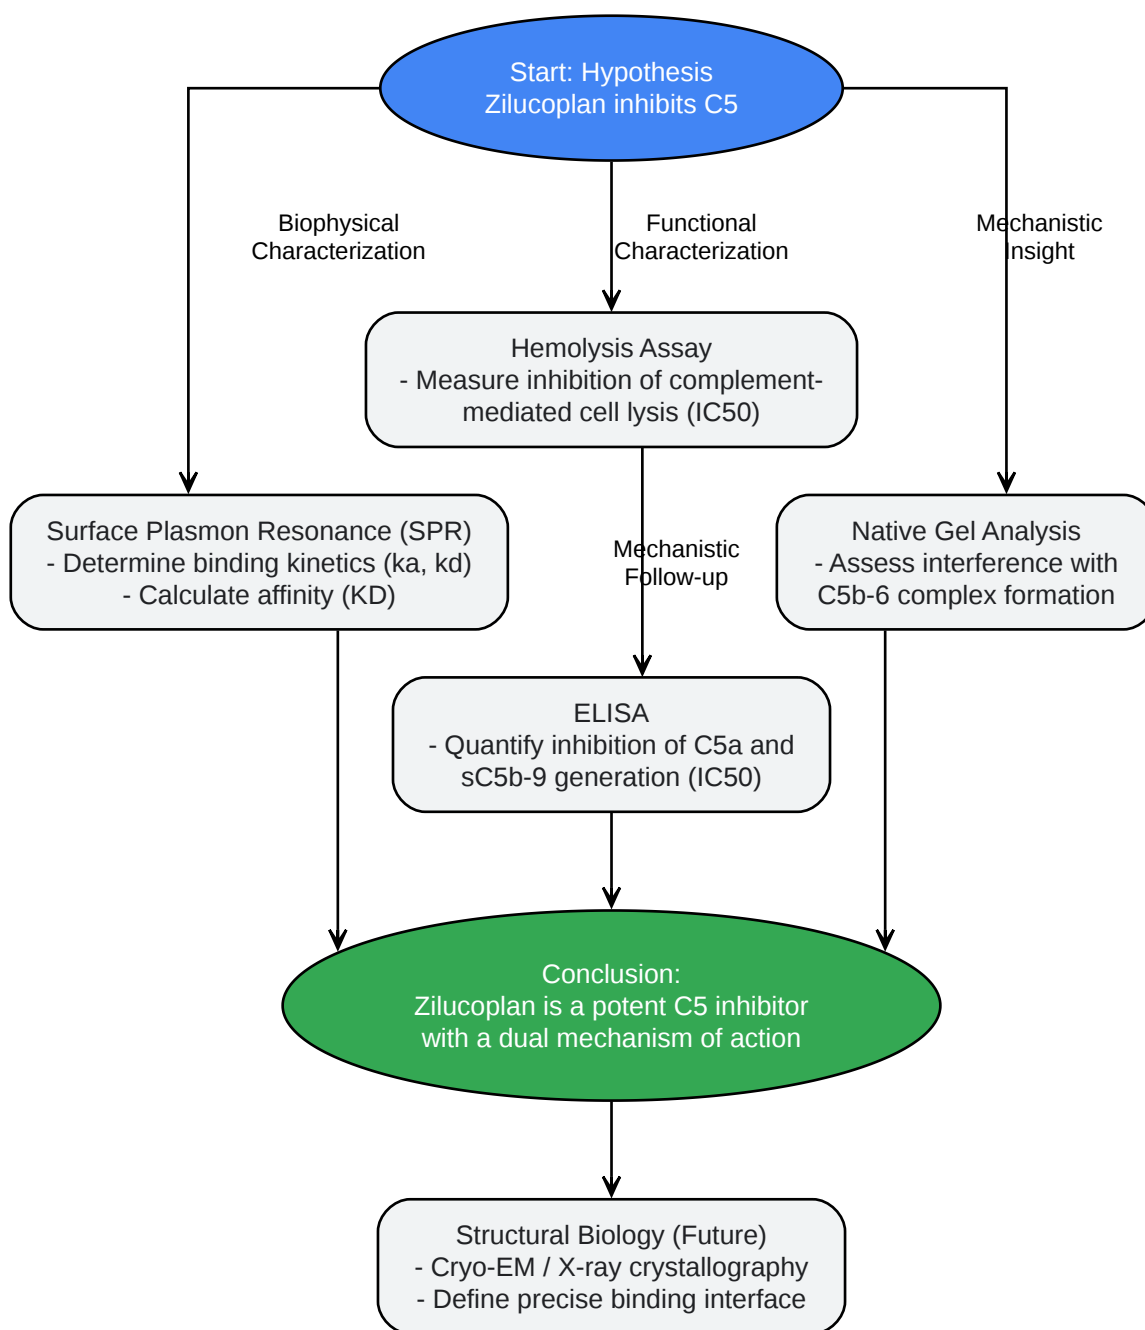 Start: Hypothesis
Zilucoplan inhibits C5
Biophysical
Characterization
Functional
Characterization
Mechanistic
Insight
Hemolysis Assay
- Measure inhibition of complement-
mediated cell lysis (IC50)
Surface Plasmon Resonance (SPR)
- Determine binding kinetics (ka, kd)
- Calculate affinity (KD)
Mechanistic
Follow-up
Native Gel Analysis
- Assess interference with
C5b-6 complex formation
ELISA
- Quantify inhibition of C5a and
sC5b-9 generation (IC50)
Conclusion:
Zilucoplan is a potent C5 inhibitor
with a dual mechanism of action
Structural Biology (Future)
- Cryo-EM / X-ray crystallography
- Define precise binding interface